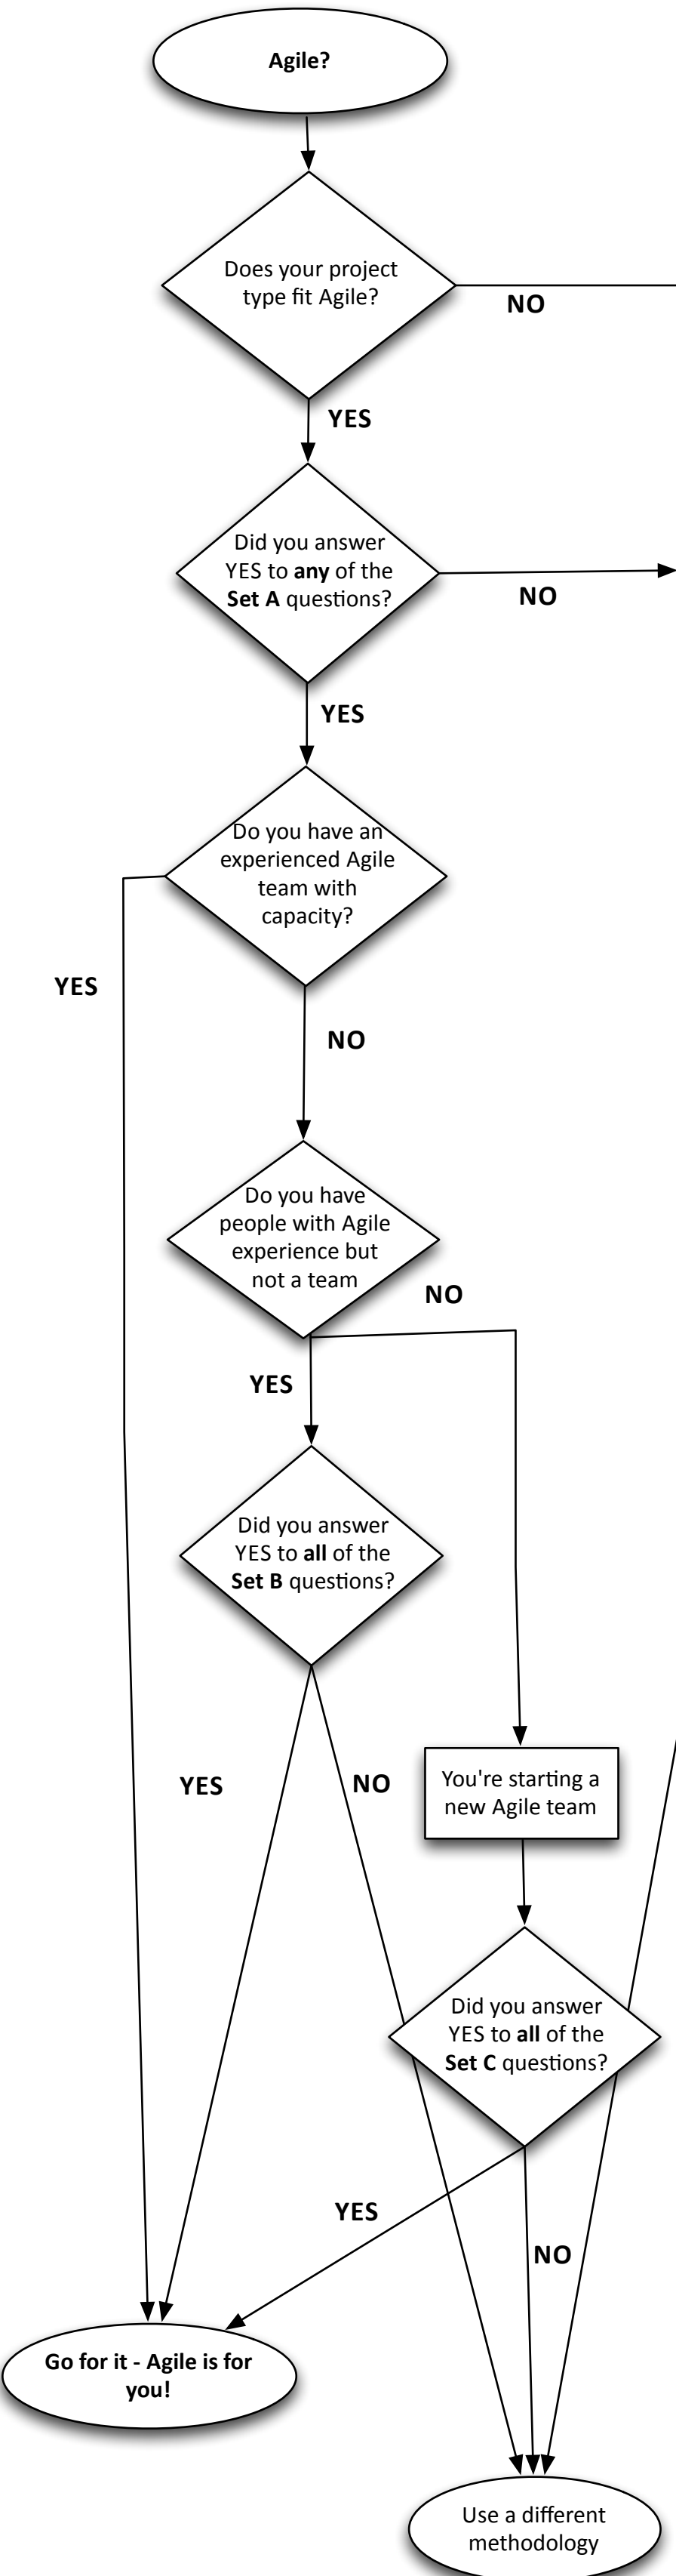 Agile?
Does your project
type fit Agile?
NO
YES
Did you answer
YES to any of the
Set A questions?
NO
YES
Do you have an
experienced Agile
team with
capacity?
YES
NO
Do you have
people with Agile
experience but
not a team
NO
YES
Did you answer
YES to all of the
Set B questions?
You're starting a
new Agile team
YES
NO
Did you answer
YES to all of the
Set C questions?
YES
NO
Go for it - Agile is for
you!
Use a different
methodology